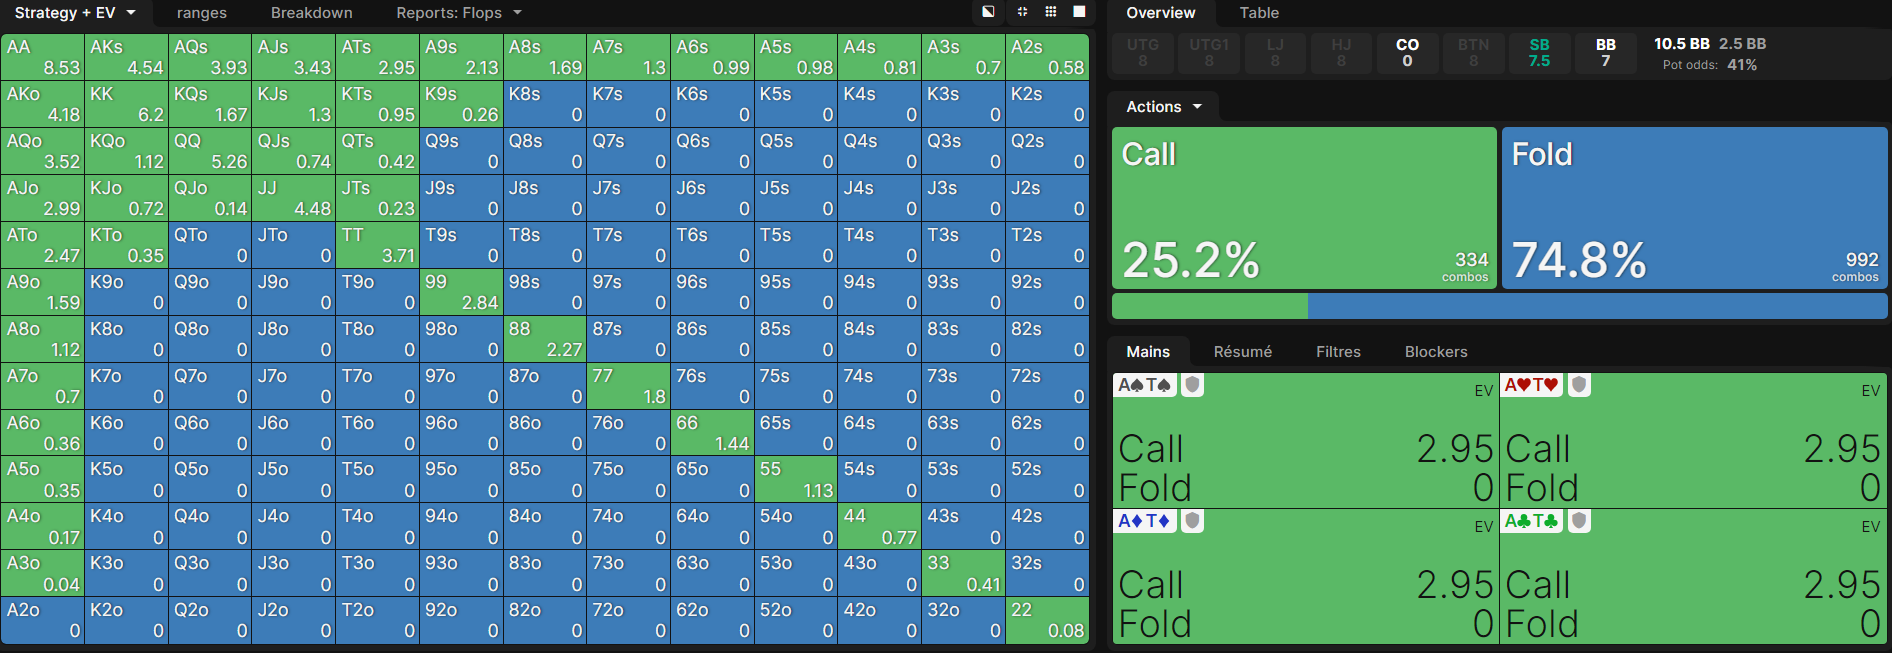 Strategy + EV ranges Breakdown Reports: Flops
AA AKs AQs AJs ATs A9s A8s A7s A6s A5s A4s A3s A2s
8.53 4.54 3.93 3.43 2.95 2.13 1.69 1.3 0.99 0.98 0.81 0.7 0.58
AKo KK KQs KJs KTs K9s K8s K7s K6s K5s K4s K3s K2s
4.18 6.2 1.67 1.3 0.95 0.26 0 0 0 0 0 0 0
AQo KQo QQ QJs QTs Q9s Q8s Q7s Q6s Q5s Q4s Q3s Q2s
3.52 1.12 5.26 0.74 0.42 0 0 0 0 0 0 0 0
AJo KJo QJo JJ JTs J9s J8s J7s J6s J5s J4s J3s J2s
2.99 0.72 0.14 4.48 0.23 0 0 0 0 0 0 0 0
ATo KTo QTo JTo TT T9s T8s T7s T6s T5s T4s T3s T2s
2.47 0.35 0 0 3.71 0 0 0 0 0 0 0 0
A9o K9o Q9o J9o T9o 99 98s 97s 96s 95s 94s 93s 92s
1.59 0 0 0 0 2.84 0 0 0 0 0 0 0
A8o K8o Q8o J8o T8o 98o 88 87s 86s 85s 84s 83s 82s
1.12 0 0 0 0 0 2.27 0 0 0 0 0 0
A7o K7o Q7o J7o T7o 97o 87o 77 76s 75s 74s 73s 72s
0.7 0 0 0 0 0 0 1.8 0 0 0 0 0
A6o K6o Q6o J6o T6o 96o 86o 76o 66 65s 64s 63s 62s
0.36 0 0 0 0 0 0 0 1.44 0 0 0 0
A5o K5o Q5o J5o T5o 95o 85o 75o 65o 55 54s 53s 52s
0.35 0 0 0 0 0 0 0 0 1.13 0 0 0
A4o K4o Q4o J4o T4o 94o 84o 74o 64o 54o 44 43s 42s
0.17 0 0 0 0 0 0 0 0 0 0.77 0 0
A3o K3o Q3o J3o T3o 93o 83o 73o 63o 53o 43o 33 32s
0.04 0 0 0 0 0 0 0 0 0 0 0.41 0
A2o K2o Q2o J2o T2o 92o 82o 72o 62o 52o 42o 32o 22
0 0 0 0 0 0 0 0 0 0 0 0 0.08
Overview Table
UTG UTG1 LJ HJ CO BTN SB BB
8 8 8 8 0 8 7.5 7
10.5 BB 2.5 BB
Pot odds: 41%
Actions
Call Fold
25.2% 334 combos 74.8% 992 combos
Mains Résumé Filtres Blockers
A♠T♠ EV A♥T♥ EV
Call 2.95 Call 2.95
Fold 0 Fold 0
A♦T♦ EV A♣T♣ EV
Call 2.95 Call 2.95
Fold 0 Fold 0